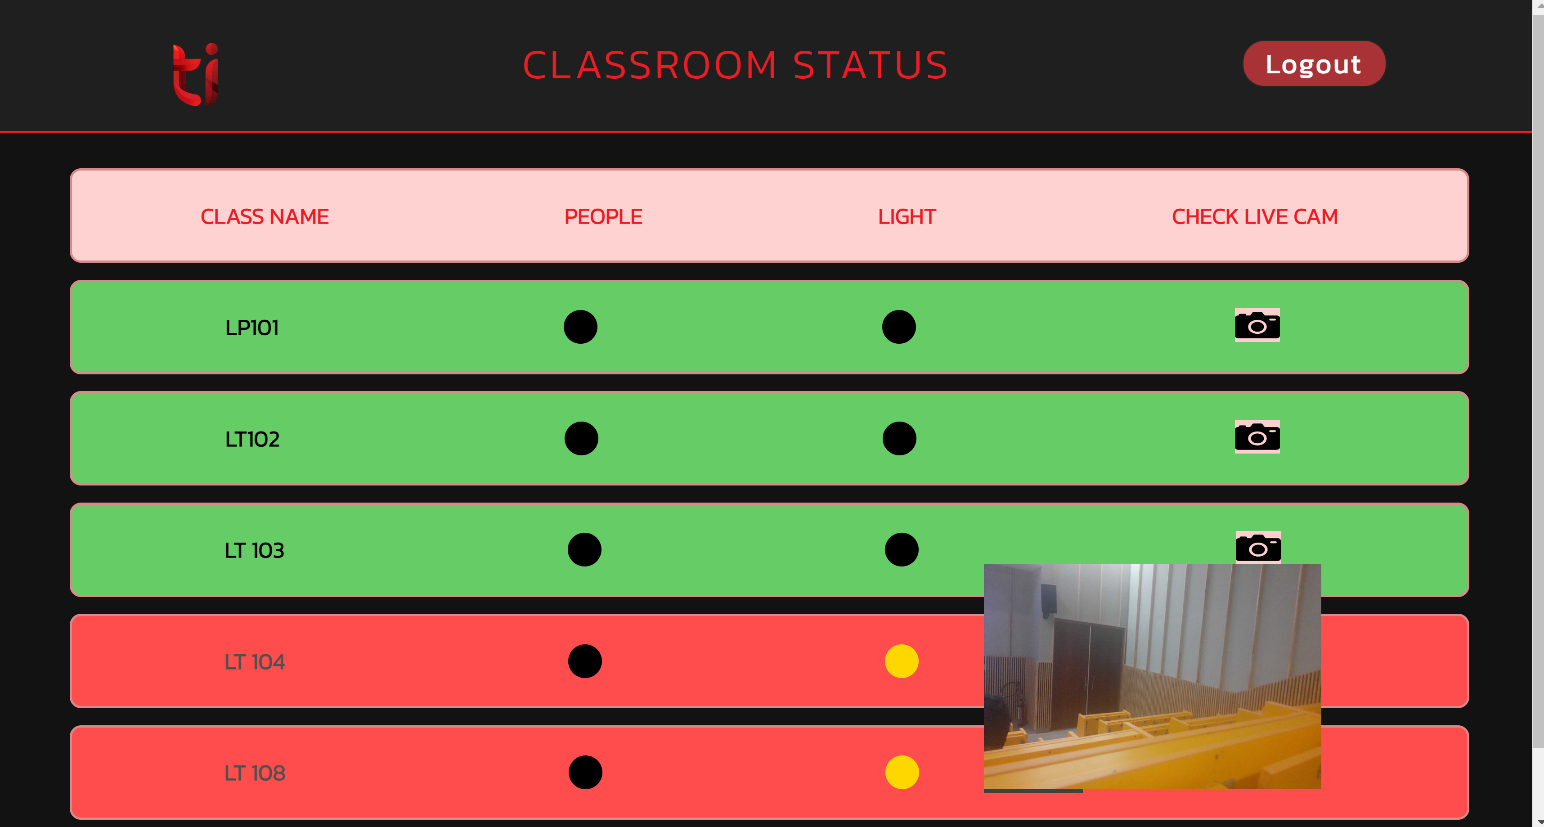 ti
CLASSROOM STATUS
Logout
CLASS NAME PEOPLE LIGHT CHECK LIVE CAM
LP101
LT102
LT 103
LT 104
LT 108